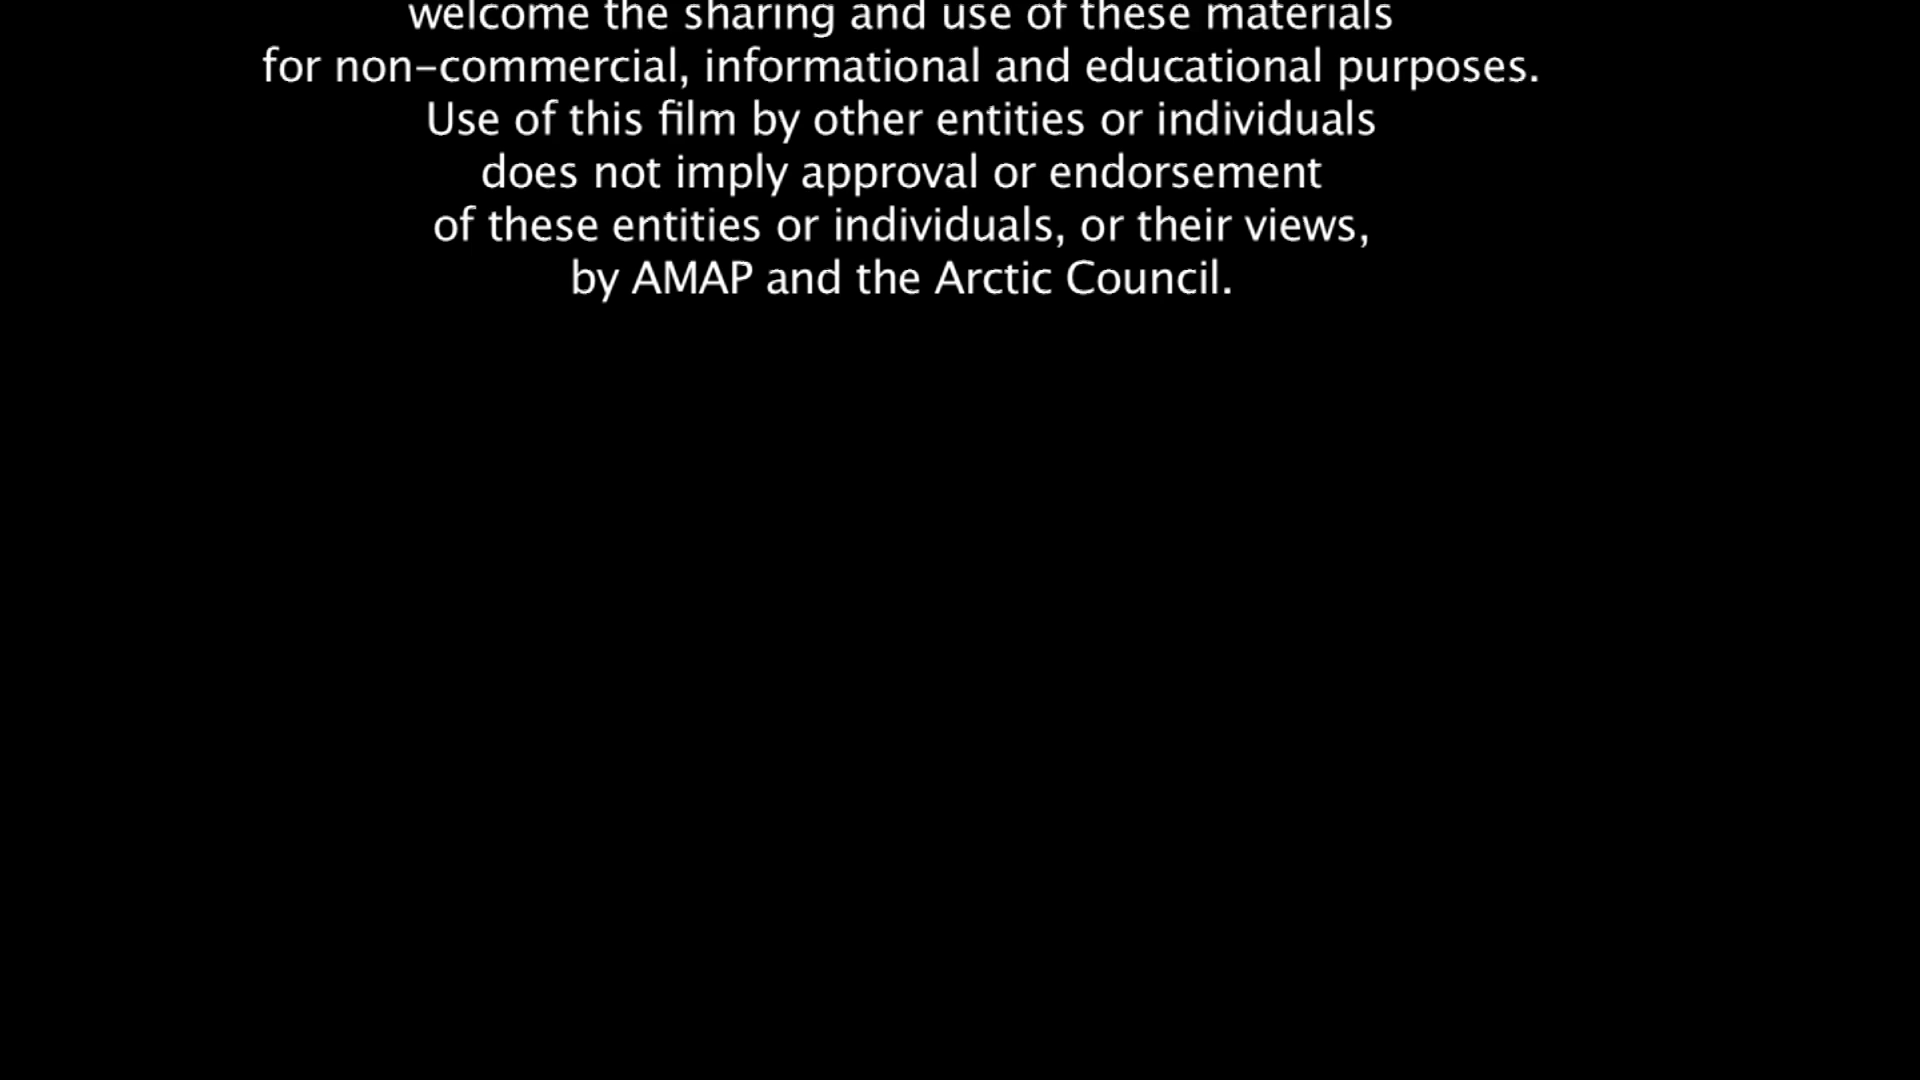 welcome the sharing and use of these materials
for non-commercial, informational and educational purposes.
Use of this film by other entities or individuals
does not imply approval or endorsement
of these entities or individuals, or their views,
by AMAP and the Arctic Council.